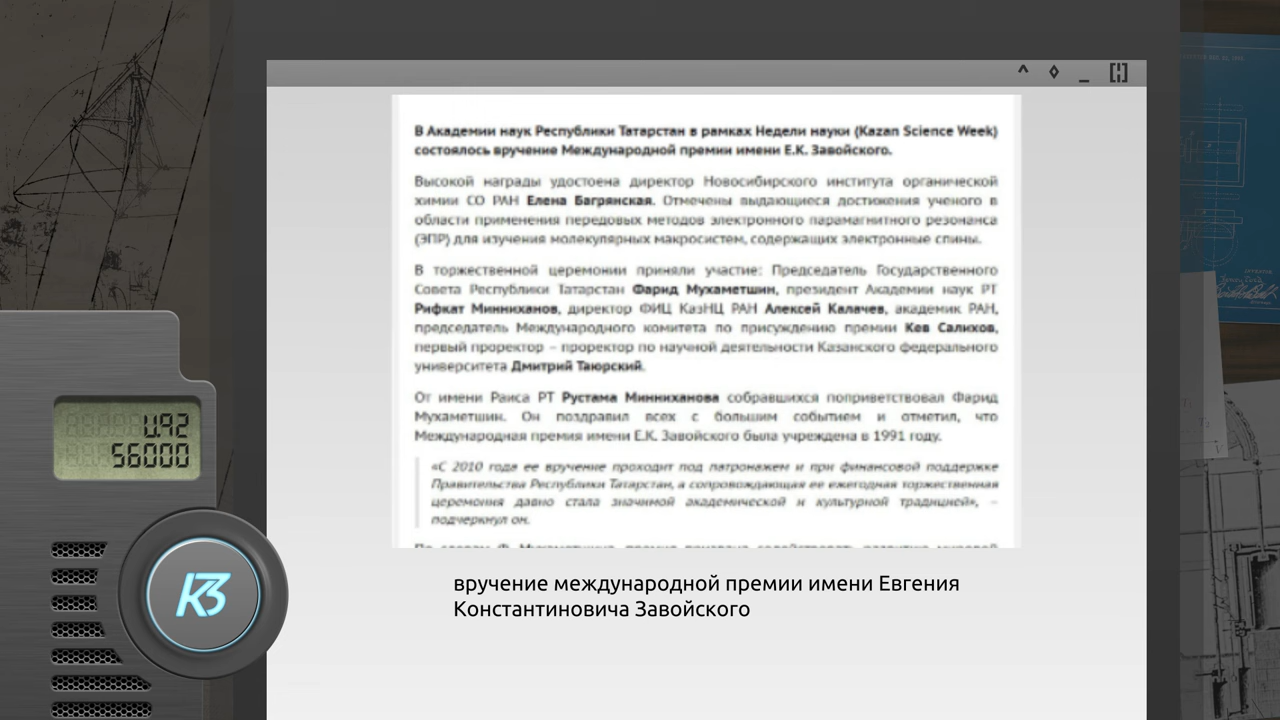 В Академии наук Республики Татарстан в рамках Недели науки (Kazan Science Week)
состоялось вручение Международной премии имени Е.К. Завойского.
Высокой награды удостоена директор Новосибирского института органической
химии СО РАН Елена Багрянская. Отмечены выдающиеся достижения ученого в
области применения передовых методов электронного парамагнитного резонанса
(ЭПР) для изучения молекулярных макросистем, содержащих электронные спины.
В торжественной церемонии приняли участие: Председатель Государственного
Совета Республики Татарстан Фарид Мухаметшин, президент Академии наук РТ
Рифкат Минниханов, директор ФИЦ КазНЦ РАН Алексей Калачев, академик РАН,
председатель Международного комитета по присуждению премии Кев Салихов,
первый проректор – проректор по научной деятельности Казанского федерального
университета Дмитрий Таюрский.
От имени Раиса РТ Рустама Минниханова собравшихся поприветствовал Фарид
Мухаметшин. Он поздравил всех с большим событием и отметил, что
Международная премия имени Е.К. Завойского была учреждена в 1991 году.
«С 2010 года ее вручение проходит под патронажем и при финансовой поддержке
Правительства Республики Татарстан, а сопровождающая ее ежегодная торжественная
церемония давно стала значимой академической и культурной традицией», –
подчеркнул он.
вручение международной премии имени Евгения
Константиновича Завойского
U.92
56000
K3